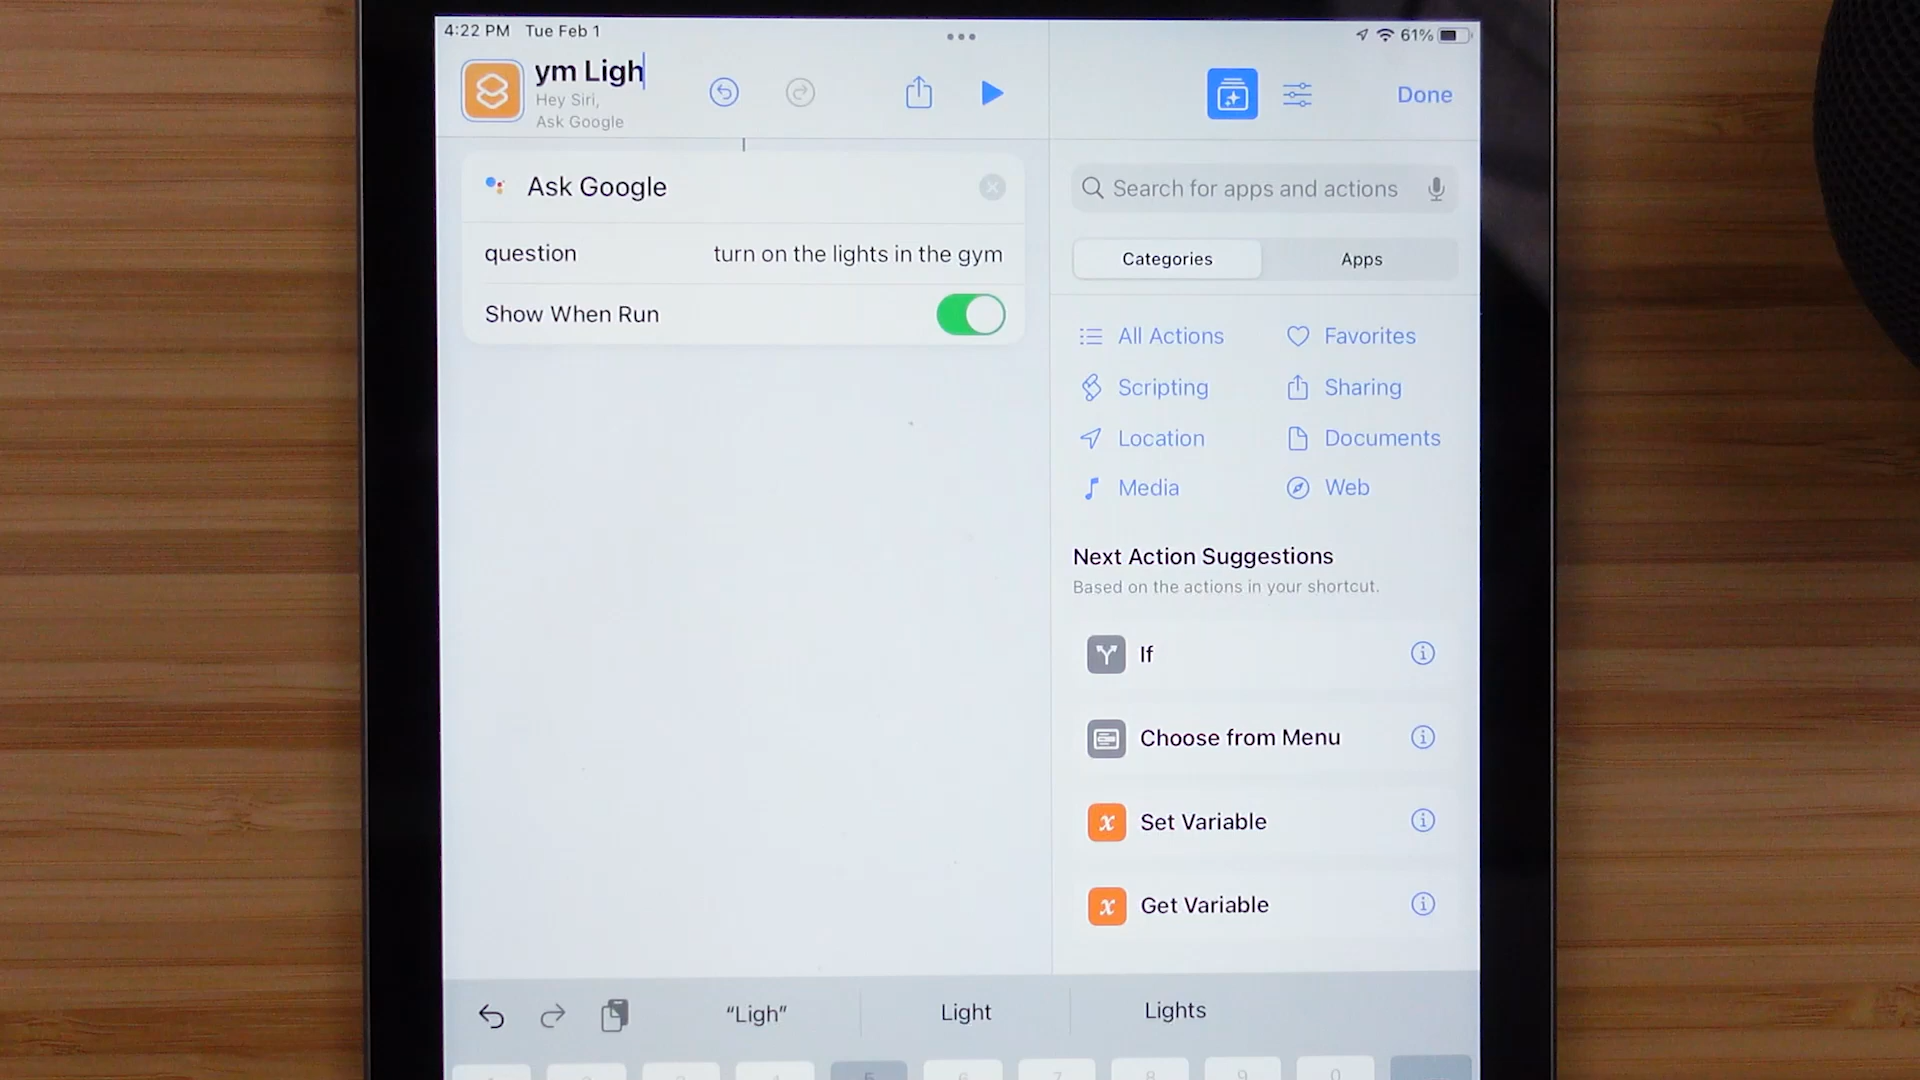 4:22 PM Tue Feb 1
61%
ym Ligh
Hey Siri,
Ask Google
Done
Ask Google
question turn on the lights in the gym
Show When Run
Search for apps and actions
Categories Apps
All Actions Favorites
Scripting Sharing
Location Documents
Media Web
Next Action Suggestions
Based on the actions in your shortcut.
If
Choose from Menu
x Set Variable
x Get Variable
“Ligh” Light Lights